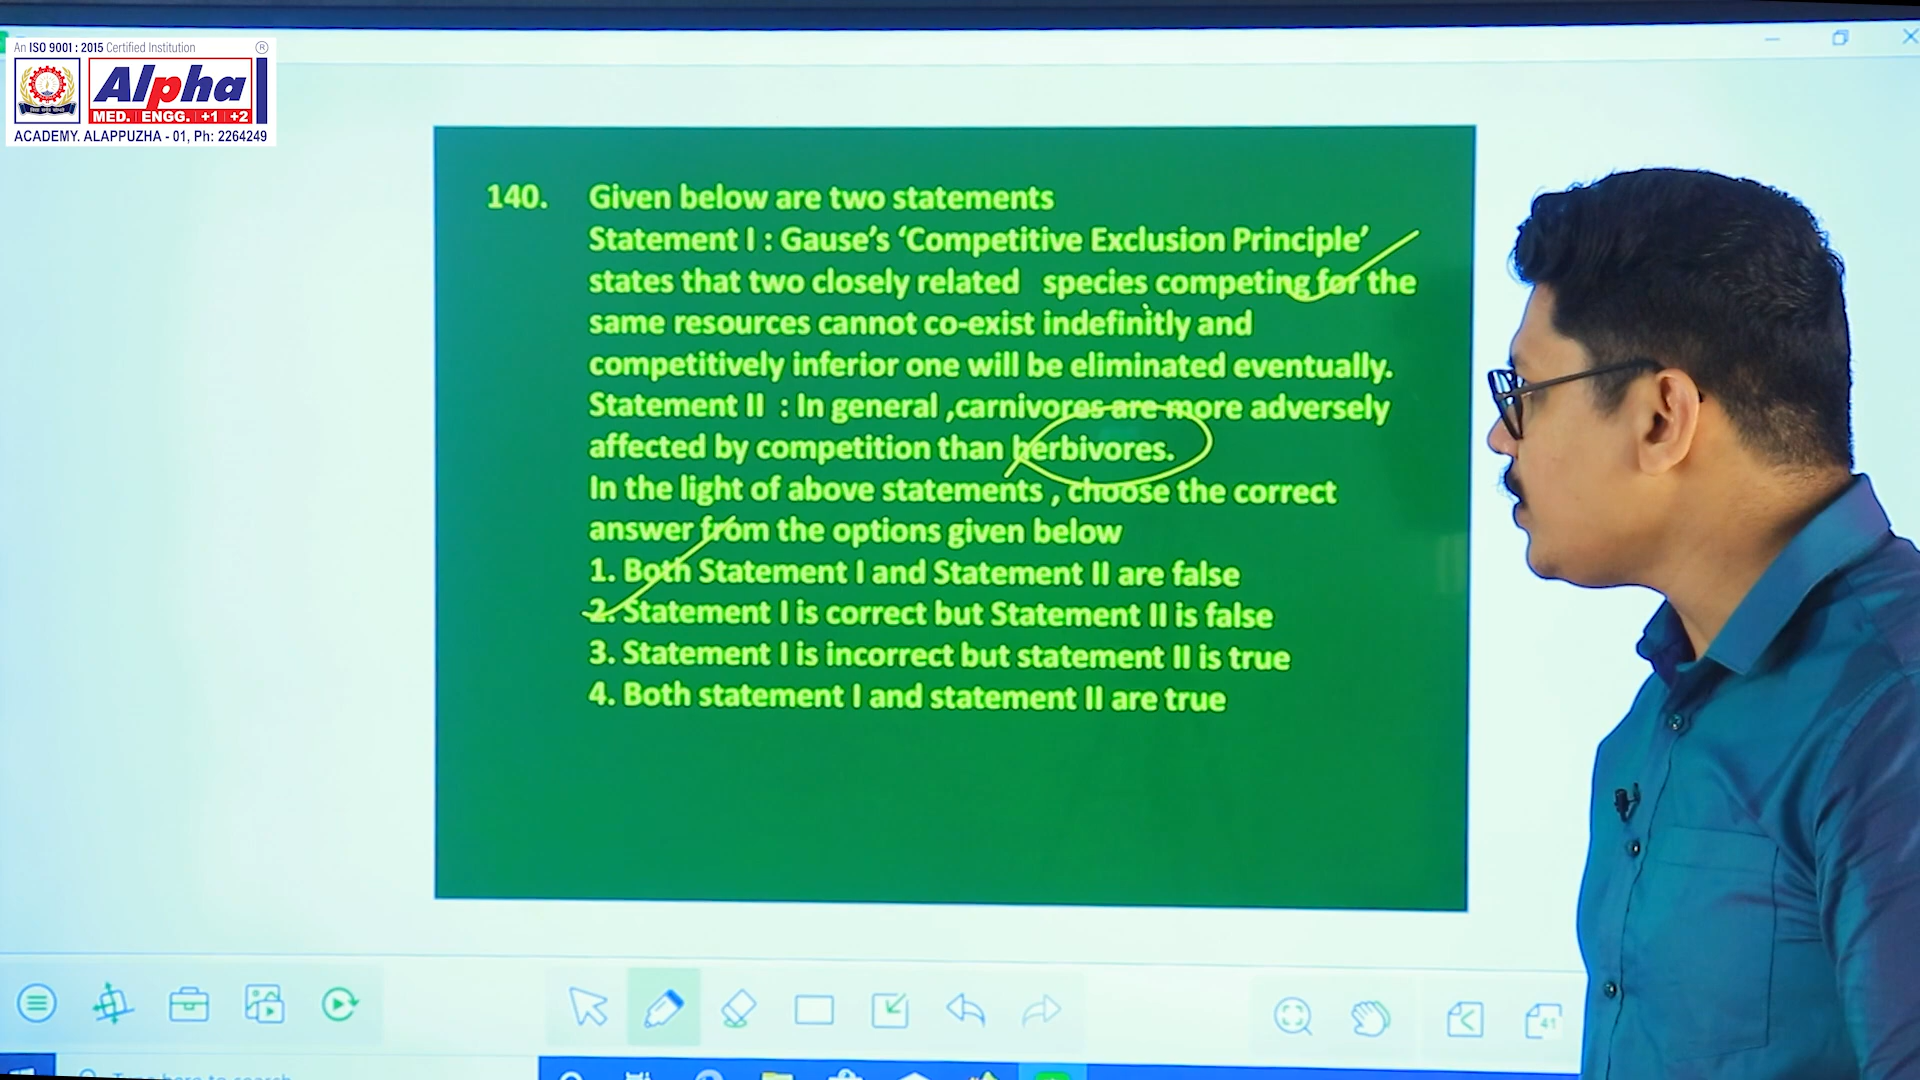 An ISO 9001 : 2015 Certified Institution ®
Alpha
MED. ENGG. +1 +2
ACADEMY. ALAPPUZHA - 01, Ph: 2264249
140. Given below are two statements
Statement I : Gause's ‘Competitive Exclusion Principle’
states that two closely related species competing for the
same resources cannot co-exist indefinitly and
competitively inferior one will be eliminated eventually.
Statement II : In general ,carnivores are more adversely
affected by competition than herbivores.
In the light of above statements , choose the correct
answer from the options given below
1. Both Statement I and Statement II are false
2. Statement I is correct but Statement II is false
3. Statement I is incorrect but statement II is true
4. Both statement I and statement II are true
41